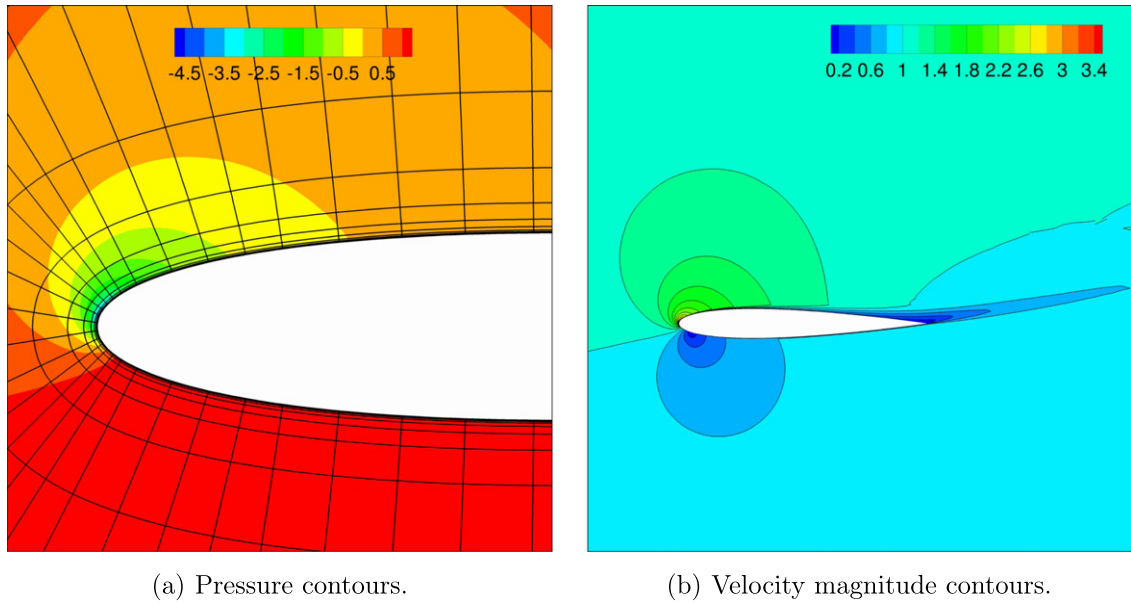 -4.5 -3.5 -2.5 -1.5 -0.5 0.5
0.2 0.6 1 1.4 1.8 2.2 2.6 3 3.4
(a) Pressure contours.
(b) Velocity magnitude contours.